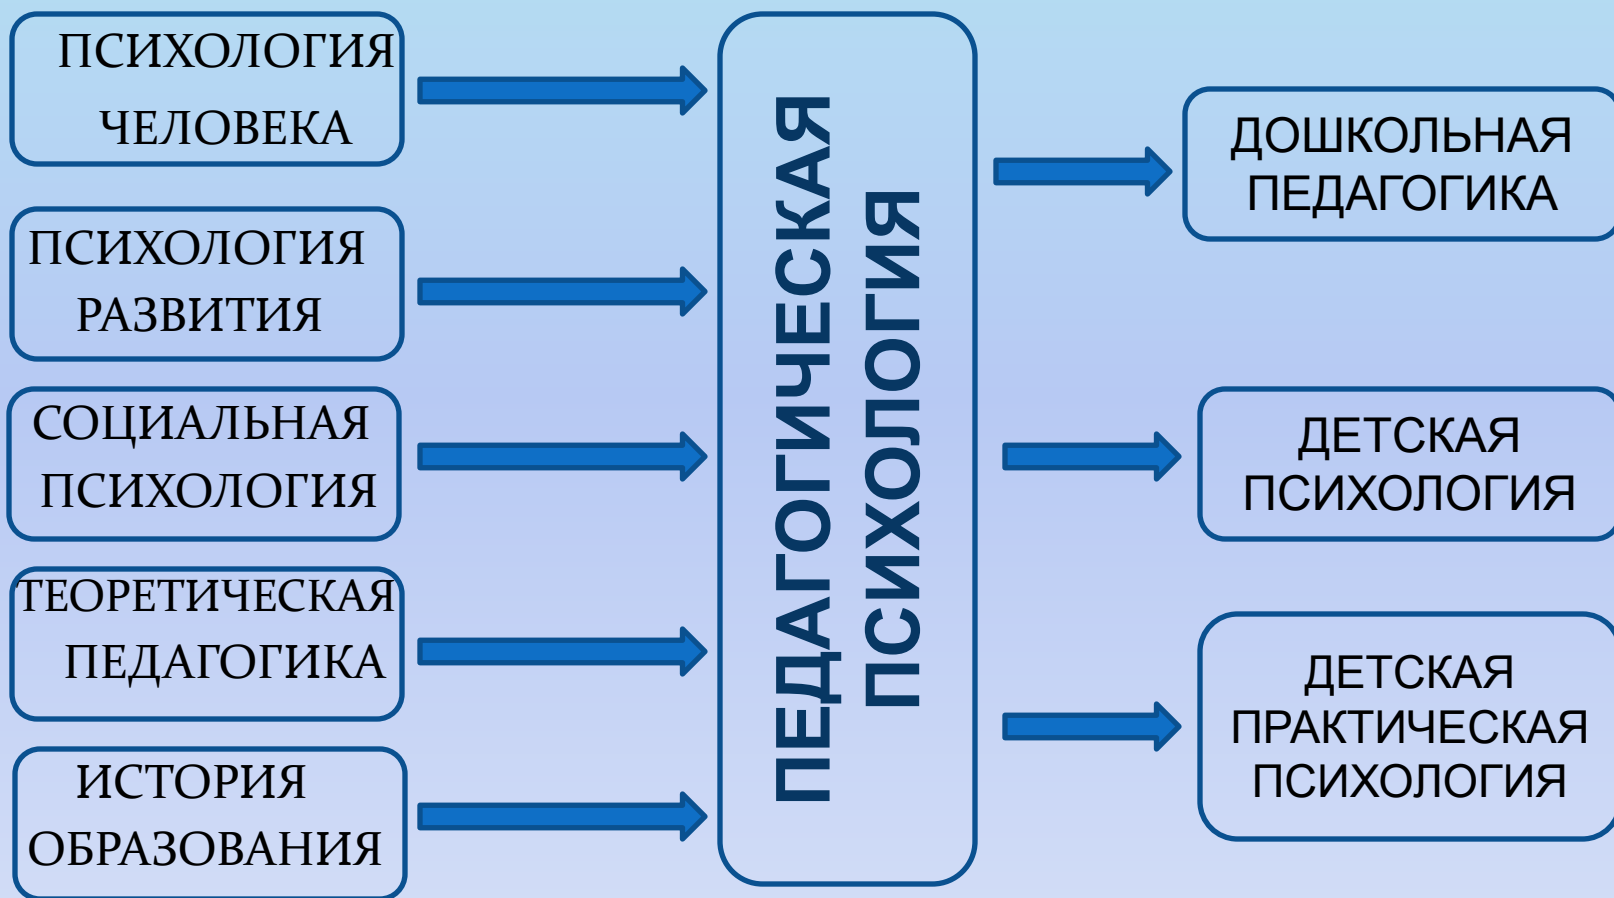 ПСИХОЛОГИЯ
ЧЕЛОВЕКА
ПСИХОЛОГИЯ
РАЗВИТИЯ
СОЦИАЛЬНАЯ
ПСИХОЛОГИЯ
ТЕОРЕТИЧЕСКАЯ
ПЕДАГОГИКА
ИСТОРИЯ
ОБРАЗОВАНИЯ
ПЕДАГОГИЧЕСКАЯ
ПСИХОЛОГИЯ
ДОШКОЛЬНАЯ
ПЕДАГОГИКА
ДЕТСКАЯ
ПСИХОЛОГИЯ
ДЕТСКАЯ
ПРАКТИЧЕСКАЯ
ПСИХОЛОГИЯ